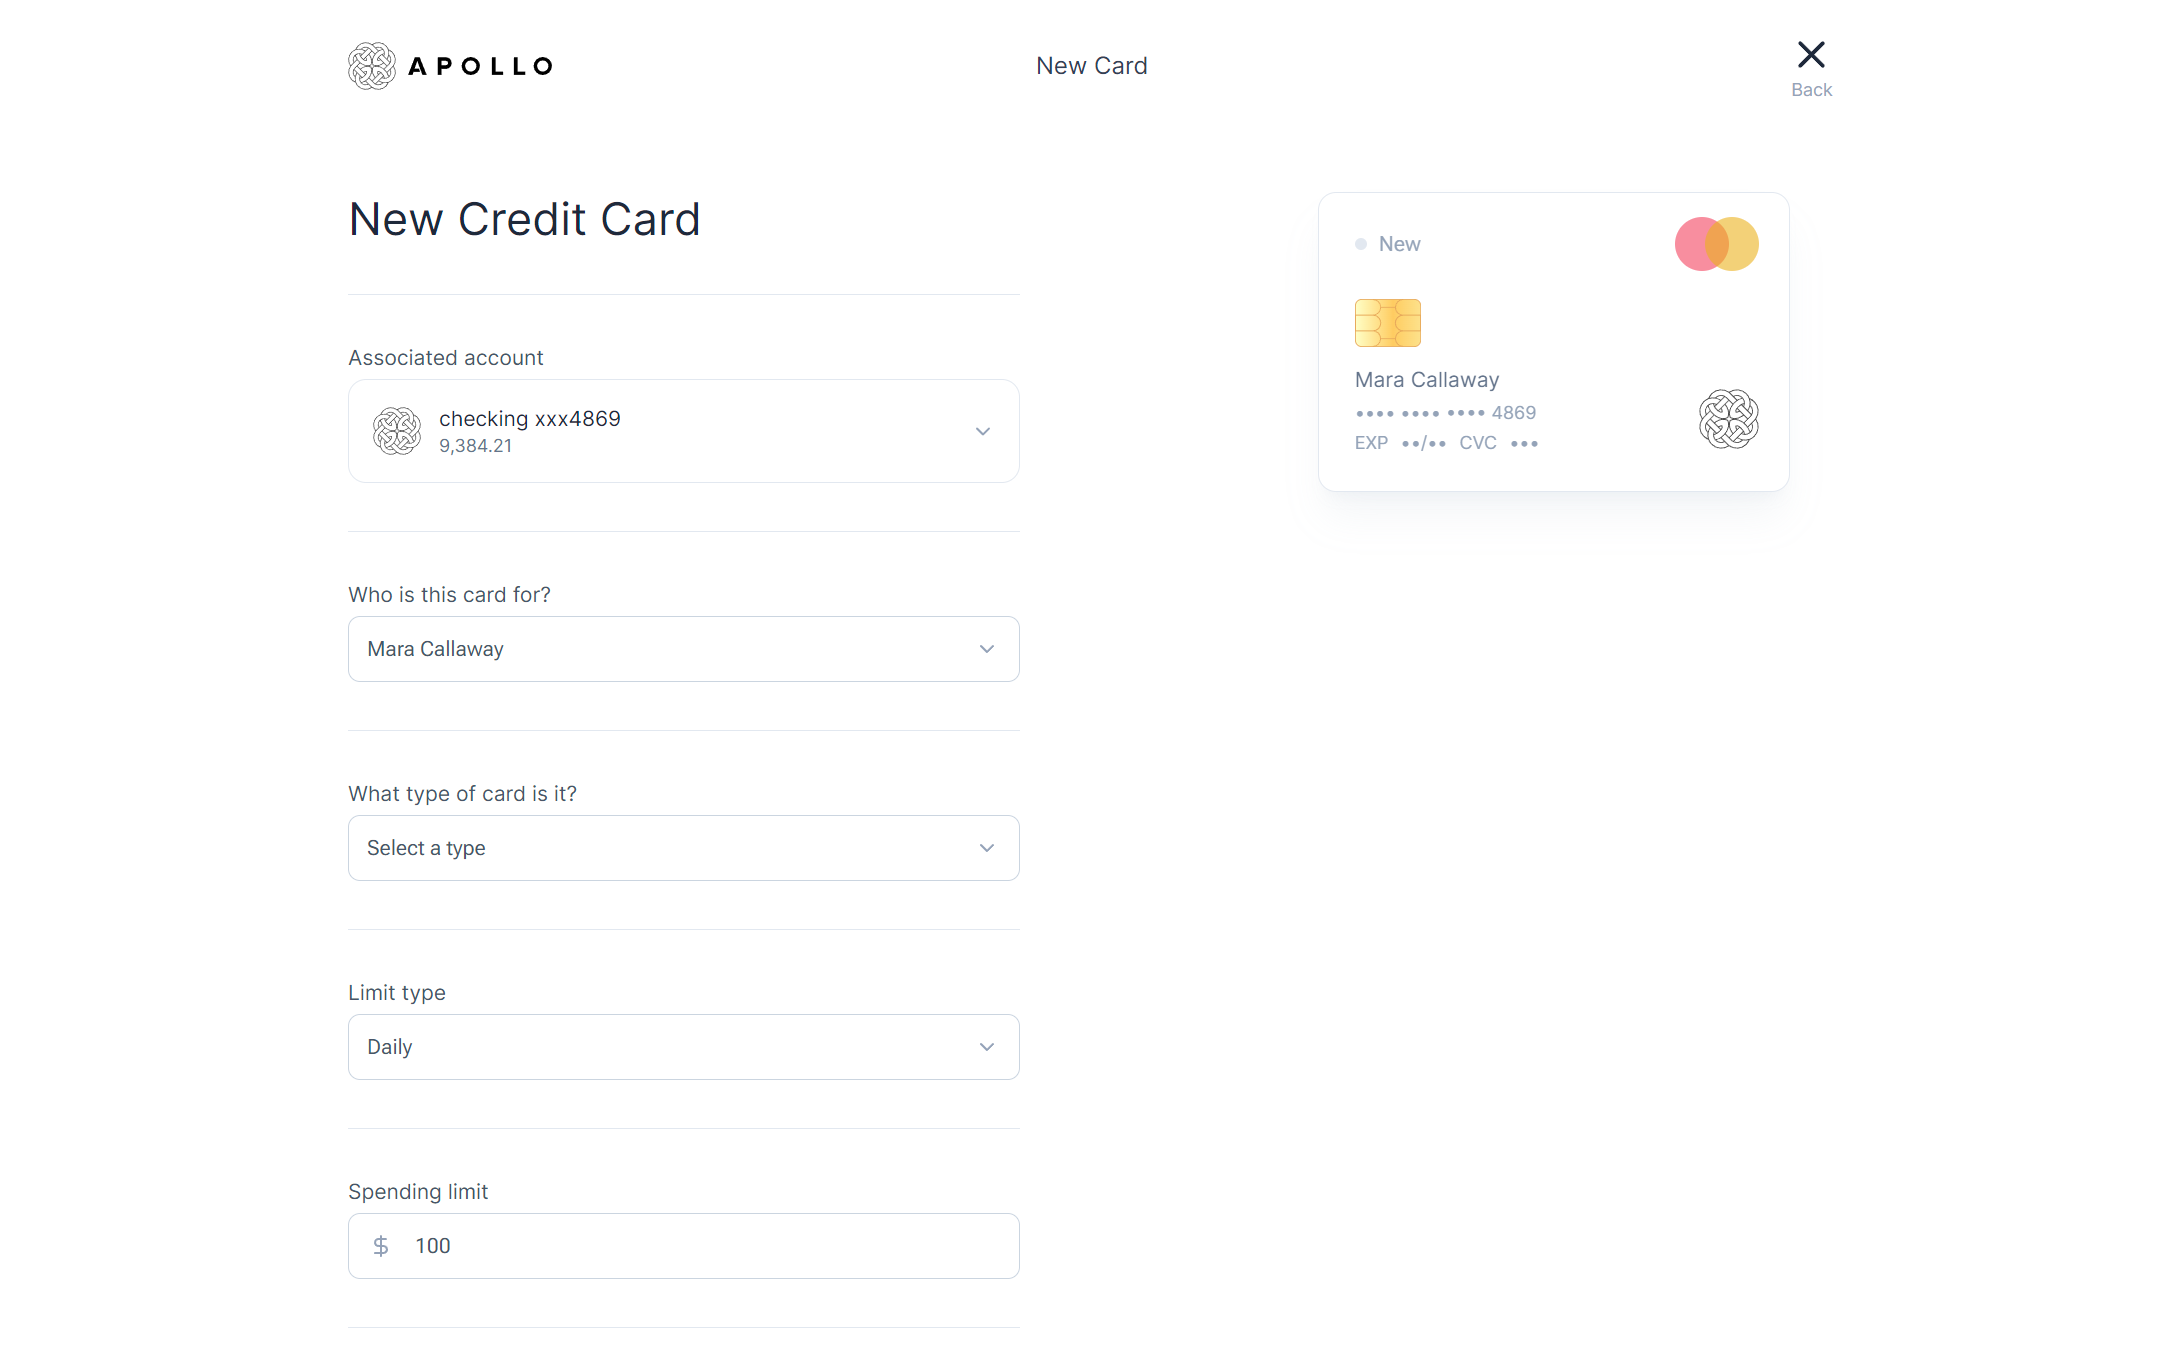 APOLLO
New Card
Back
New Credit Card
Associated account
checking xxx4869
9,384.21
Who is this card for?
Mara Callaway
What type of card is it?
Select a type
Limit type
Daily
Spending limit
$ 100
New
Mara Callaway
•••• •••• •••• 4869
EXP ••/•• CVC •••